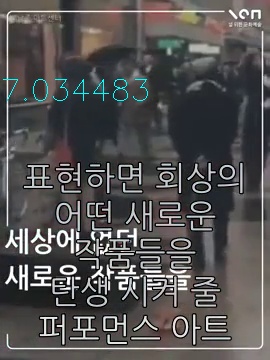 7.034483
표현하면 회상의
어떤 새로운
세상에 없던
작품들을
새로운 작품들을
탄생 시켜 줄
퍼포먼스 아트